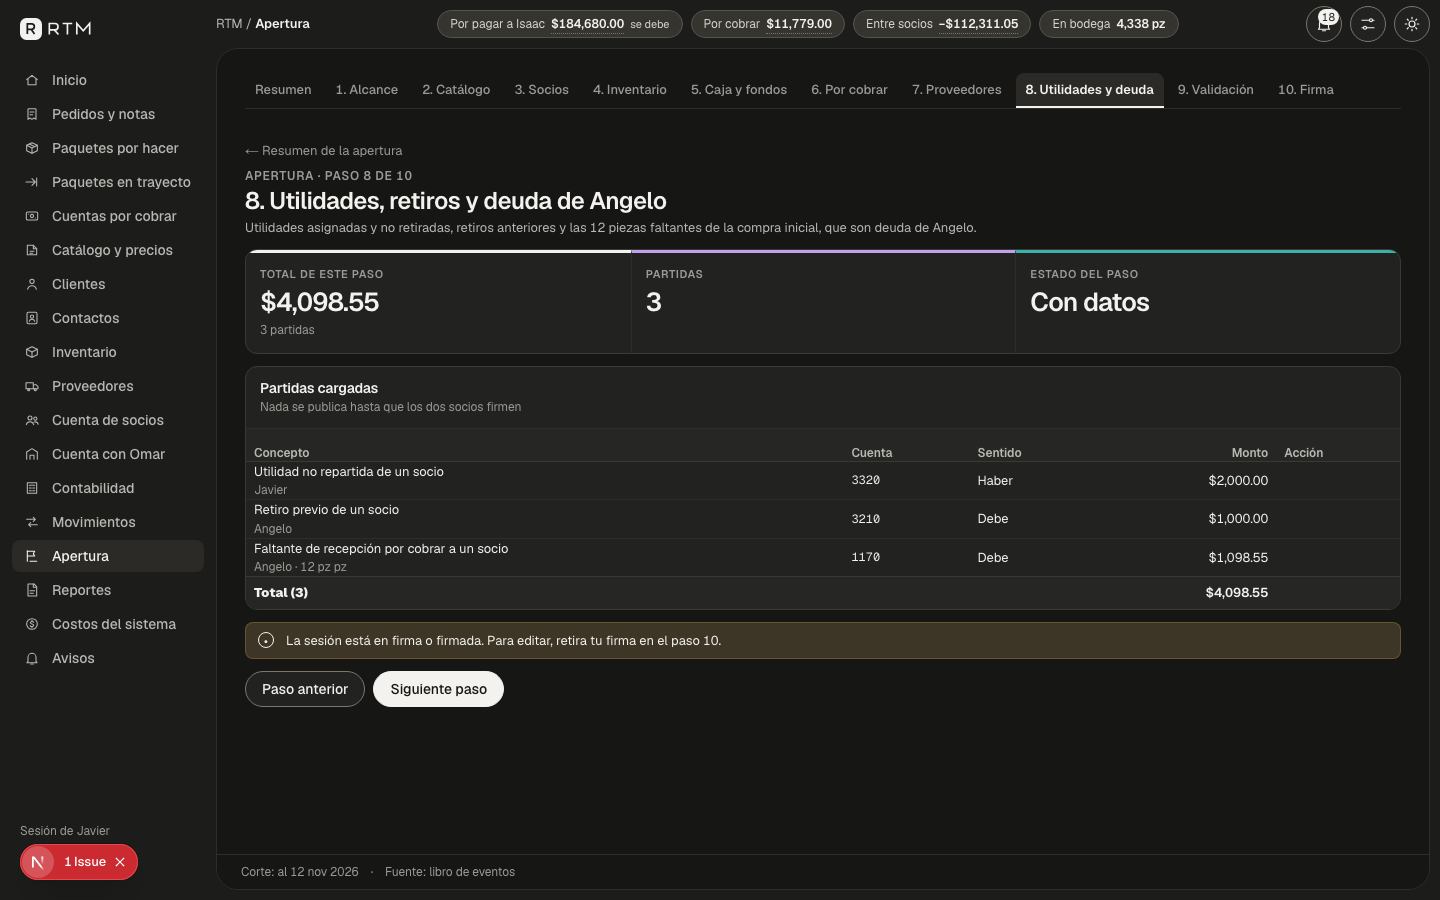 R RTM
RTM / Apertura
Por pagar a Isaac $184,680.00 se debe
Por cobrar $11,779.00
Entre socios −$112,311.05
En bodega 4,338 pz
18
Inicio
Pedidos y notas
Paquetes por hacer
Paquetes en trayecto
Cuentas por cobrar
Catálogo y precios
Clientes
Contactos
Inventario
Proveedores
Cuenta de socios
Cuenta con Omar
Contabilidad
Movimientos
Apertura
Reportes
Costos del sistema
Avisos
Sesión de Javier
N 1 Issue
Resumen 1. Alcance 2. Catálogo 3. Socios 4. Inventario 5. Caja y fondos 6. Por cobrar 7. Proveedores 8. Utilidades y deuda 9. Validación 10. Firma
← Resumen de la apertura
APERTURA · PASO 8 DE 10
8. Utilidades, retiros y deuda de Angelo
Utilidades asignadas y no retiradas, retiros anteriores y las 12 piezas faltantes de la compra inicial, que son deuda de Angelo.
TOTAL DE ESTE PASO
$4,098.55
3 partidas
PARTIDAS
3
ESTADO DEL PASO
Con datos
Partidas cargadas
Nada se publica hasta que los dos socios firmen
Concepto Cuenta Sentido Monto Acción
Utilidad no repartida de un socio
Javier
3320 Haber $2,000.00
Retiro previo de un socio
Angelo
3210 Debe $1,000.00
Faltante de recepción por cobrar a un socio
Angelo · 12 pz pz
1170 Debe $1,098.55
Total (3) $4,098.55
La sesión está en firma o firmada. Para editar, retira tu firma en el paso 10.
Paso anterior
Siguiente paso
Corte: al 12 nov 2026 · Fuente: libro de eventos